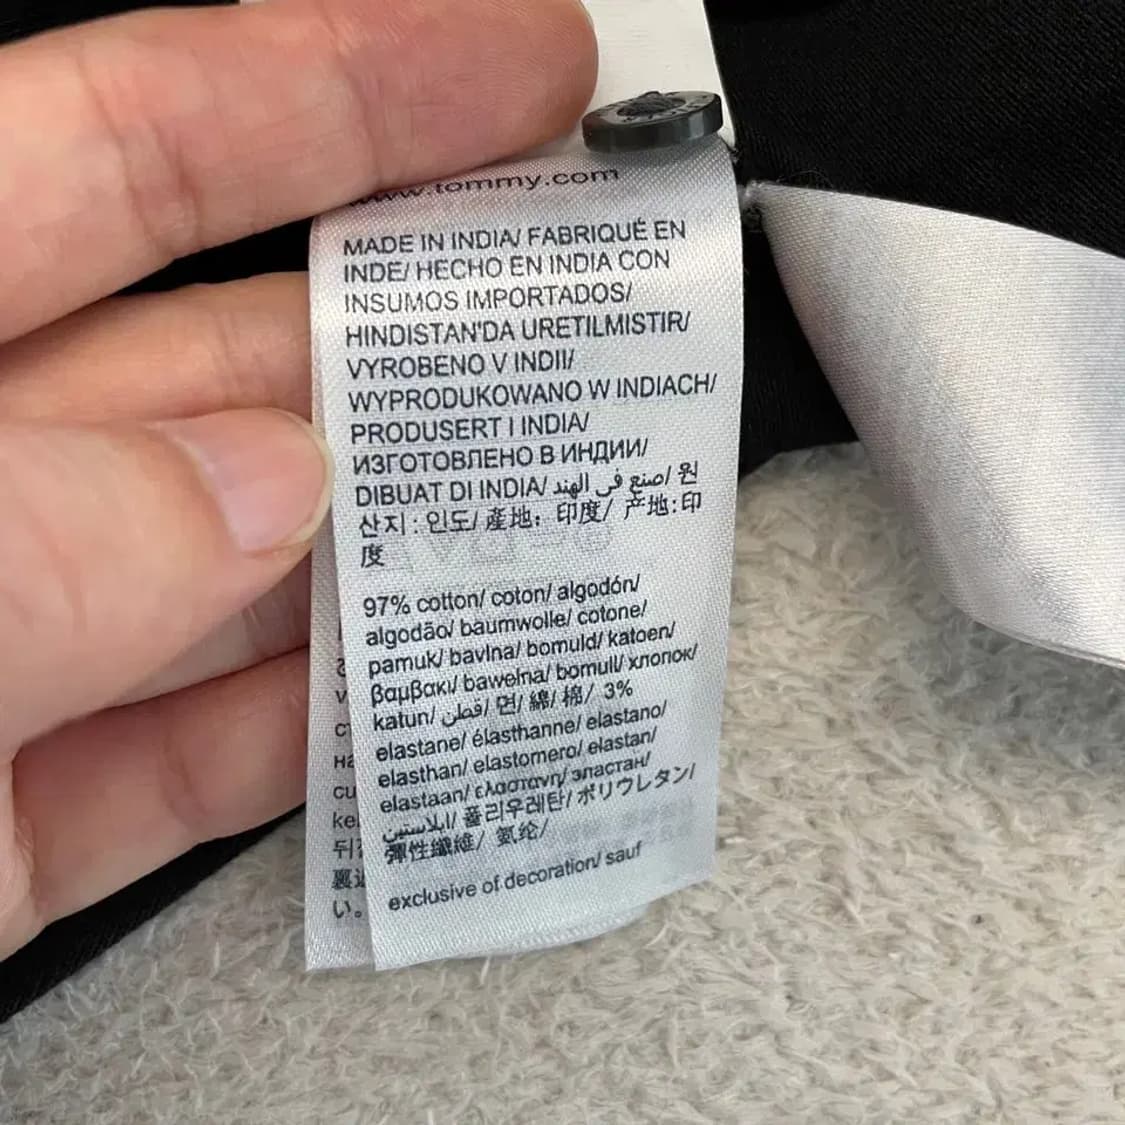 www.tommy.com
MADE IN INDIA/ FABRIQUÉ EN
INDE/ HECHO EN INDIA CON
INSUMOS IMPORTADOS/
HINDISTAN'DA URETILMISTIR/
VYROBENO V INDII/
WYPRODUKOWANO W INDIACH/
PRODUSERT I INDIA/
ИЗГОТОВЛЕНО В ИНДИИ/
DIBUAT DI INDIA/ صنع في الهند/ 원
산지 : 인도/ 產地：印度/ 产地:印
度
97% cotton/ coton/ algodón/
algodão/ baumwolle/ cotone/
pamuk/ bavlna/ bomuld/ katoen/
βαμβακι/ bawełna/ bomull/ хлопок/
katun/ قطن/ 면/ 綿/ 棉/ 3%
elastane/ élasthanne/ elastano/
elasthan/ elastomero/ elastan/
elastaan/ ελαστανη/ эластан/
ايلاستين/ 폴리우레탄/ ポリウレタン/
彈性纖維/ 氨纶/
exclusive of decoration/ sauf